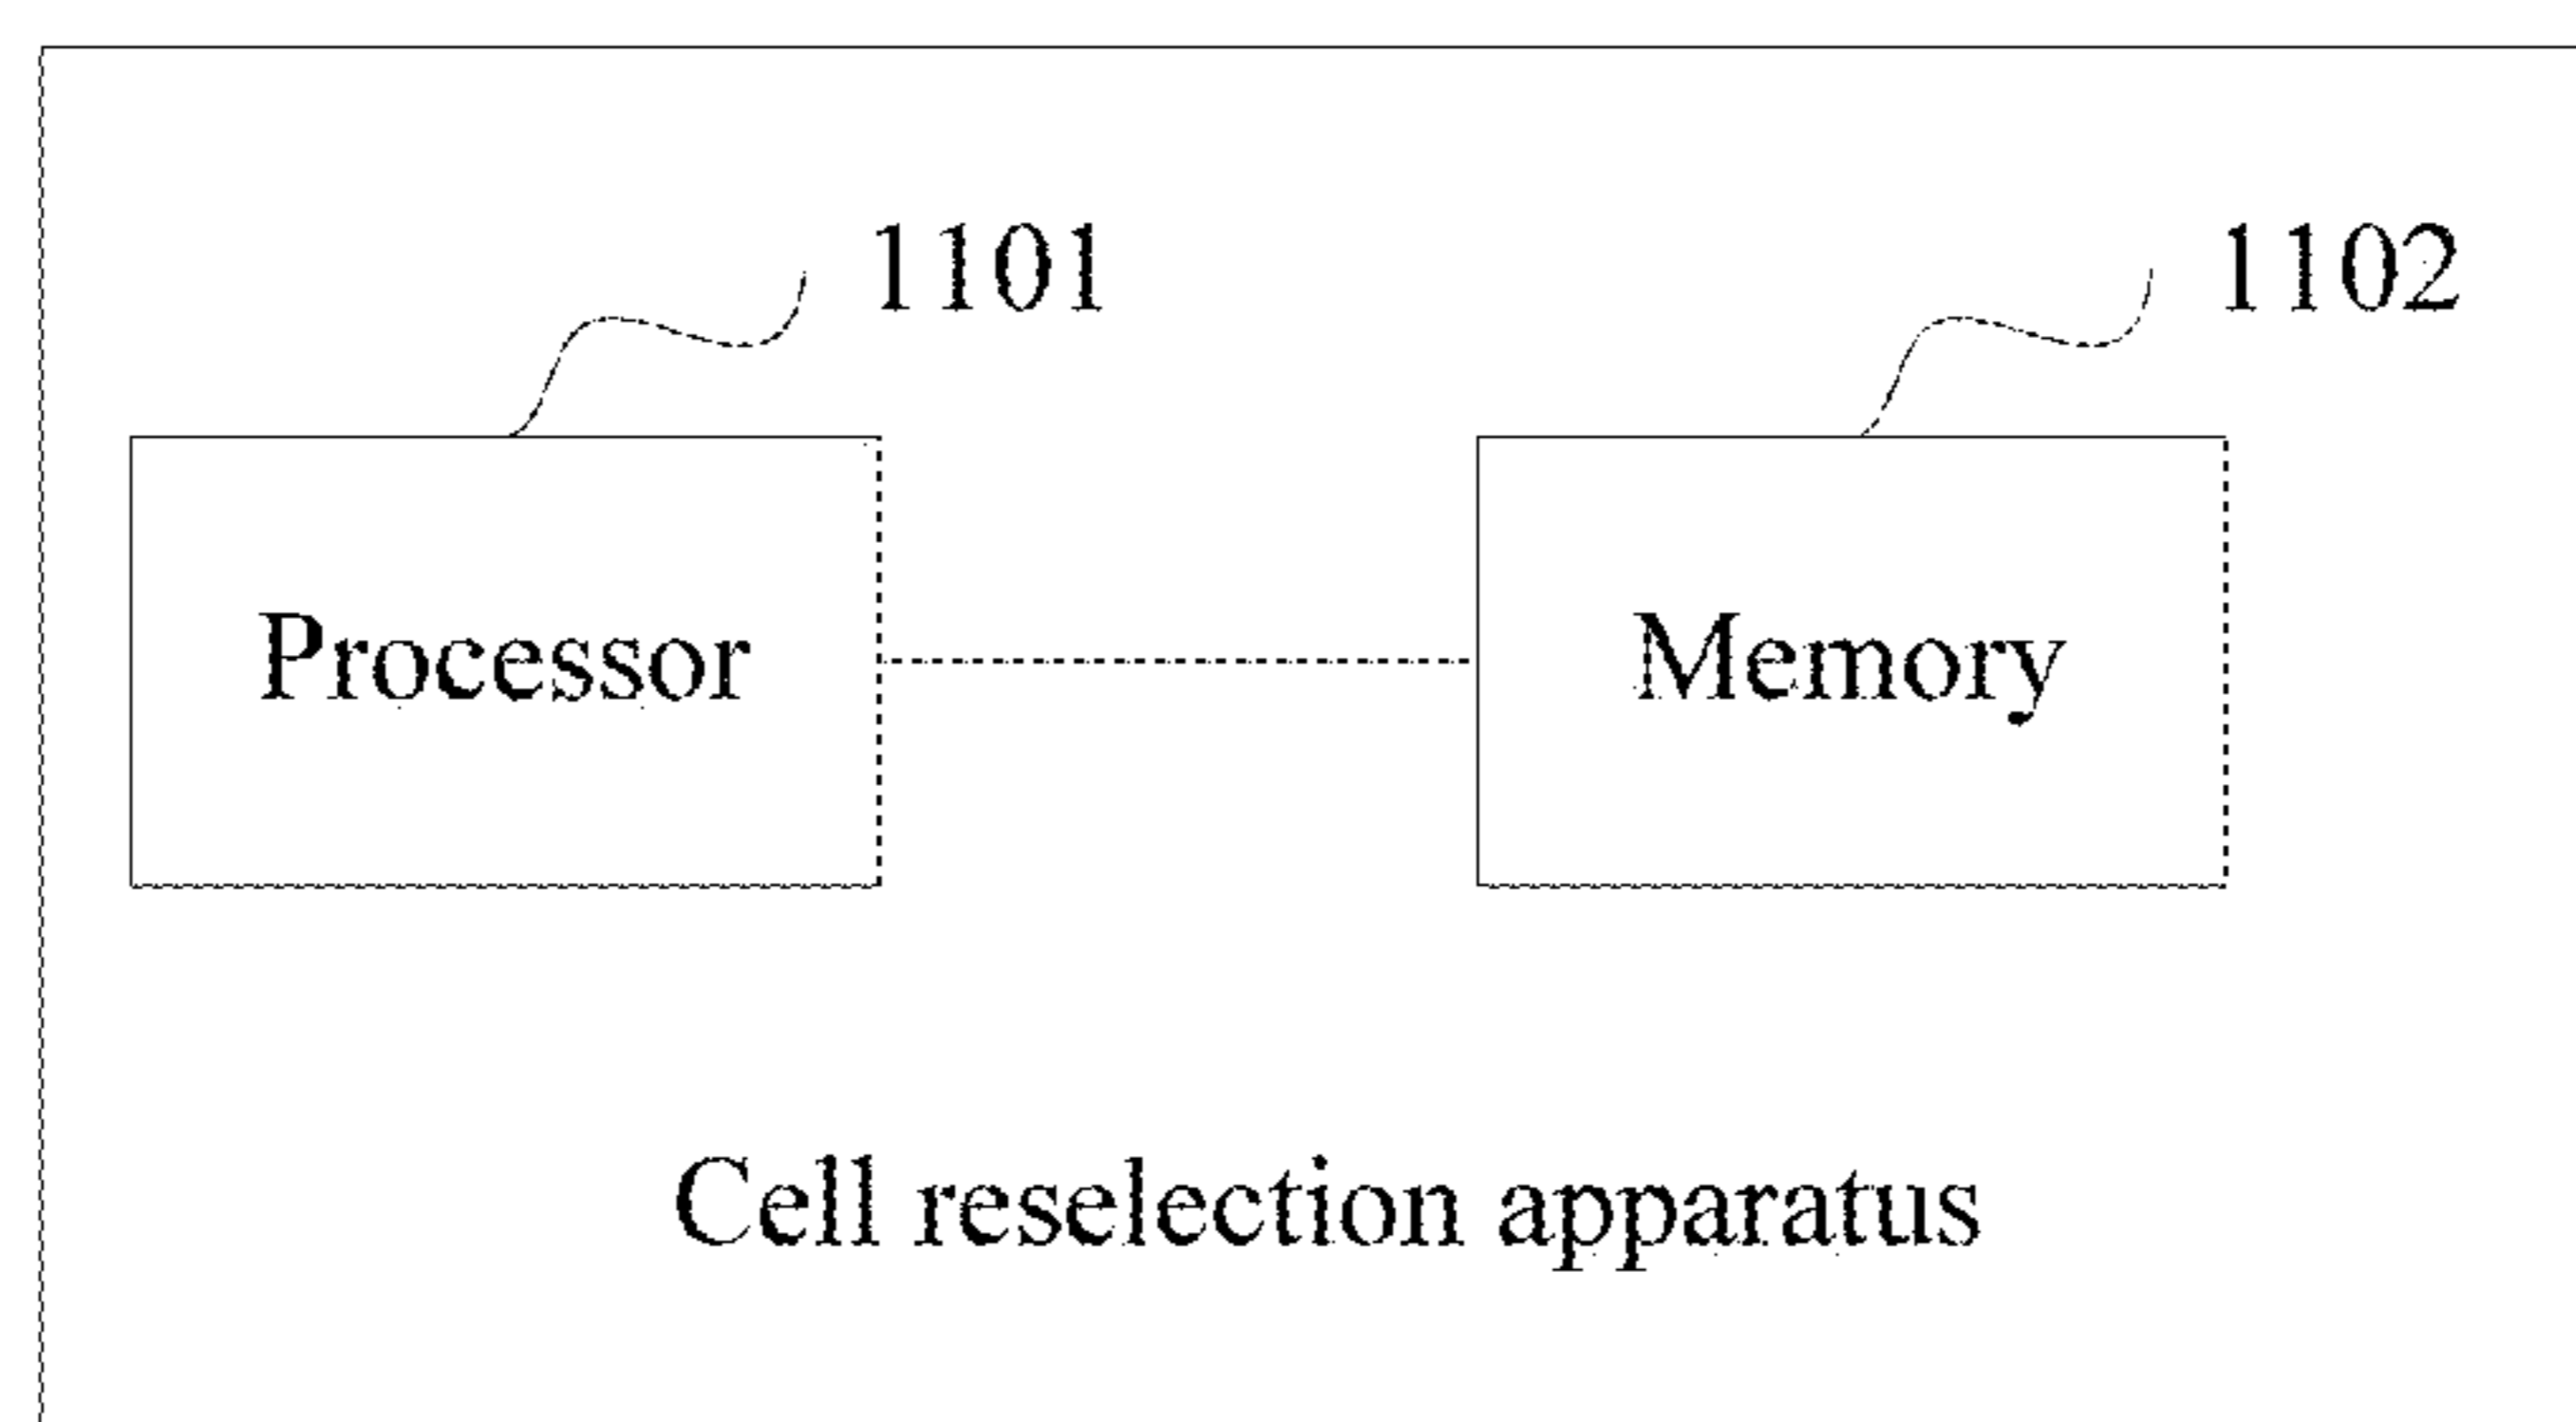 1101
1102
Processor
Memory
Cell reselection apparatus